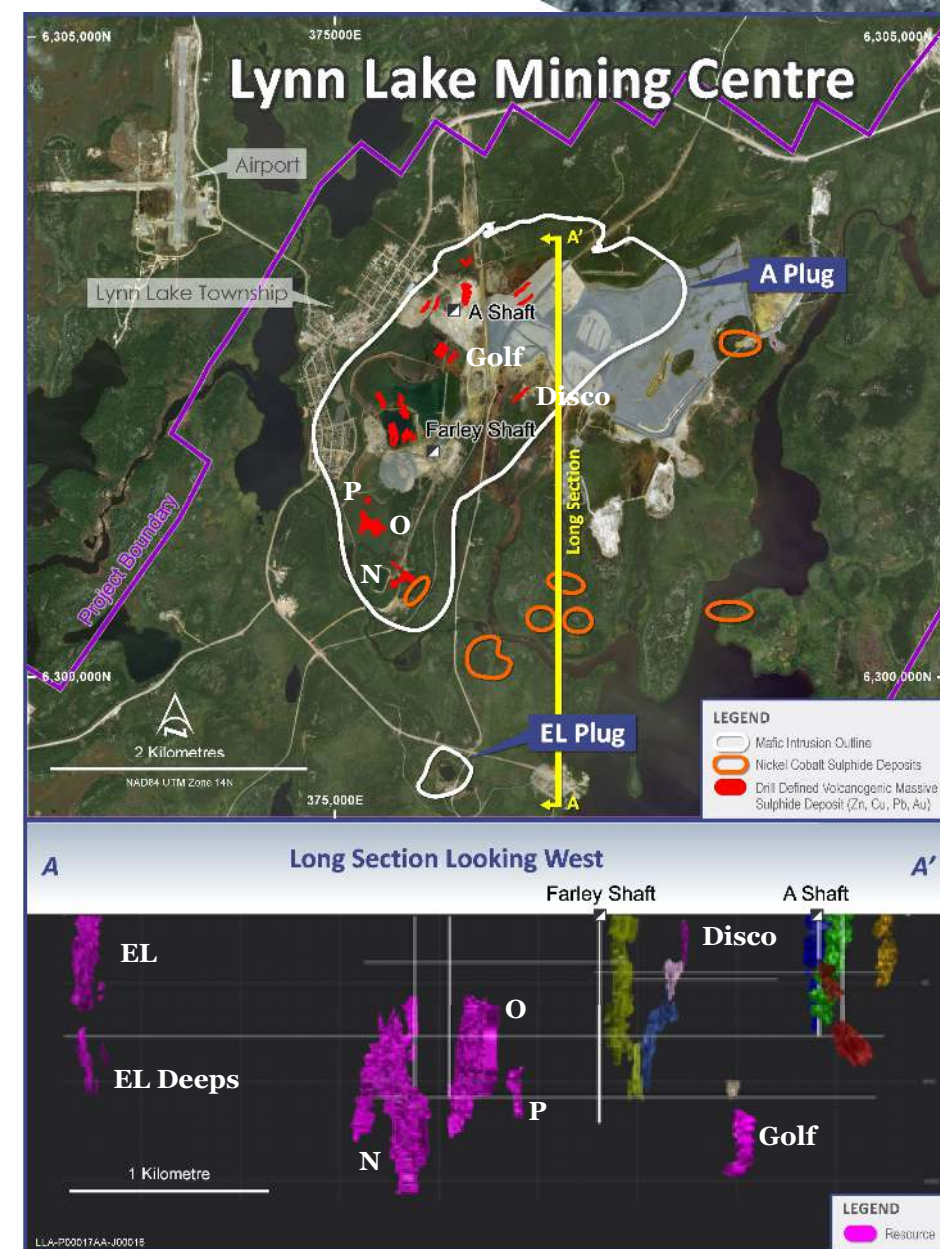 6,305,000N
375000E
6,305,000N
Lynn Lake Mining Centre
Airport
A'
A Plug
Lynn Lake Township
A Shaft
Golf
Disco
Farley Shaft
Long Section
P
O
N
Project Boundary
6,300,000N
6,300,000N
2 Kilometres
NAD84 UTM Zone 14N
EL Plug
375,000E
A
LEGEND
Mafic Intrusion Outline
Nickel Cobalt Sulphide Deposits
Drill Defined Volcanogenic Massive
Sulphide Deposit (Zn, Cu, Pb, Au)
A
Long Section Looking West
A'
Farley Shaft
A Shaft
EL
Disco
O
EL Deeps
P
Golf
N
1 Kilometre
LEGEND
Resource
LLA-P00017AA-J00016